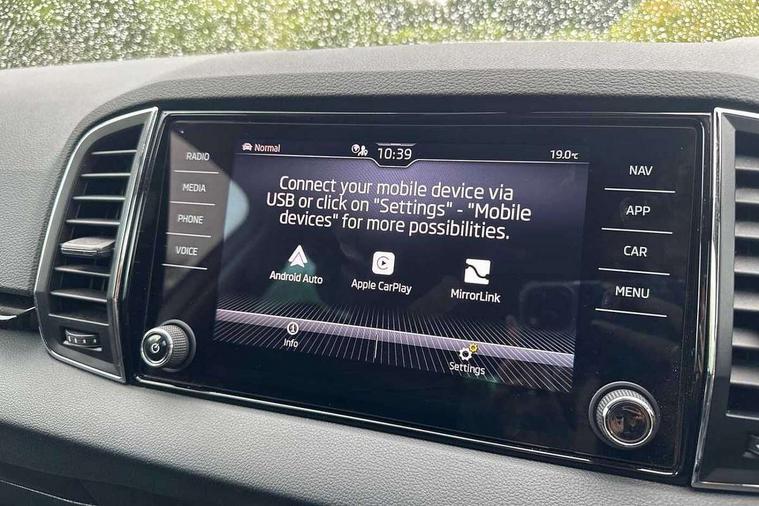 RADIO
MEDIA
PHONE
VOICE
Normal
10:39
19.0°C
Connect your mobile device via
USB or click on "Settings" - "Mobile
devices" for more possibilities.
Android Auto
Apple CarPlay
MirrorLink
Info
Settings
NAV
APP
CAR
MENU